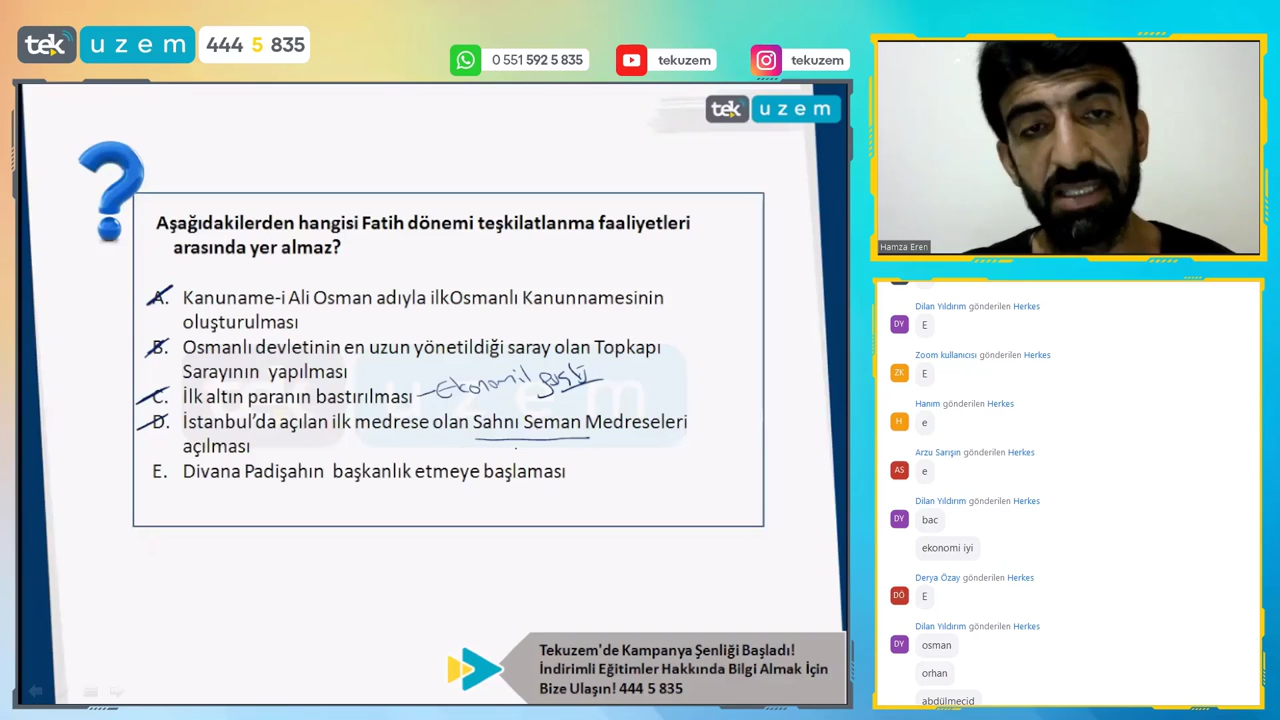 tek
uzem
444 5 835
0 551 592 5 835
tekuzem
tekuzem
tek
uzem
?
Aşağıdakilerden hangisi Fatih dönemi teşkilatlanma faaliyetleri
arasında yer almaz?
A. Kanuname-i Ali Osman adıyla ilkOsmanlı Kanunnamesinin
oluşturulması
B. Osmanlı devletinin en uzun yönetildiği saray olan Topkapı
Sarayının yapılması
C. İlk altın paranın bastırılması
Ekonomil
D. İstanbul'da açılan ilk medrese olan Sahnı Seman Medreseleri
açılması
E. Divana Padişahın başkanlık etmeye başlaması
Tekuzem'de Kampanya Şenliği Başladı!
İndirimli Eğitimler Hakkında Bilgi Almak İçin
Bize Ulaşın! 444 5 835
Hamza Eren
Dilan Yıldırım gönderilen Herkes
DY
E
Zoom kullanıcısı gönderilen Herkes
ZK
E
Hanım gönderilen Herkes
H
e
Arzu Sarışın gönderilen Herkes
AS
e
Dilan Yıldırım gönderilen Herkes
DY
bac
ekonomi iyi
Derya Özay gönderilen Herkes
DÖ
E
Dilan Yıldırım gönderilen Herkes
DY
osman
orhan
abdülmecid